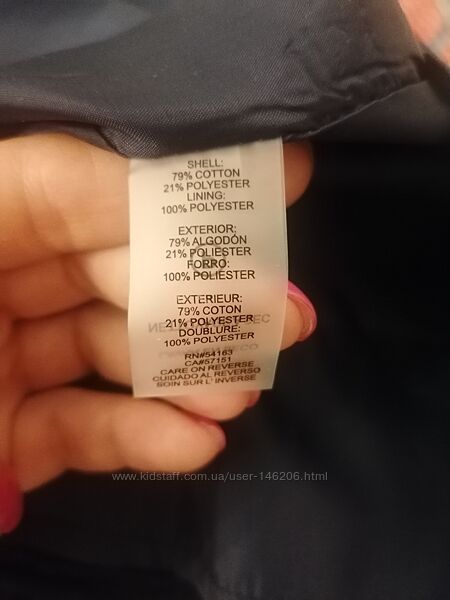 SHELL:
79% COTTON
21% POLYESTER
LINING:
100% POLYESTER
EXTERIOR:
79% ALGODÓN
21% POLIESTER
FORRO:
100% POLIESTER
EXTERIEUR:
79% COTON
21% POLYESTER
DOUBLURE:
100% POLYESTER
RN#54163
CA#57151
CARE ON REVERSE
CUIDADO AL REVERSO
SOIN SUR L' INVERSE
www.kidstaff.com.ua/user-146206.html